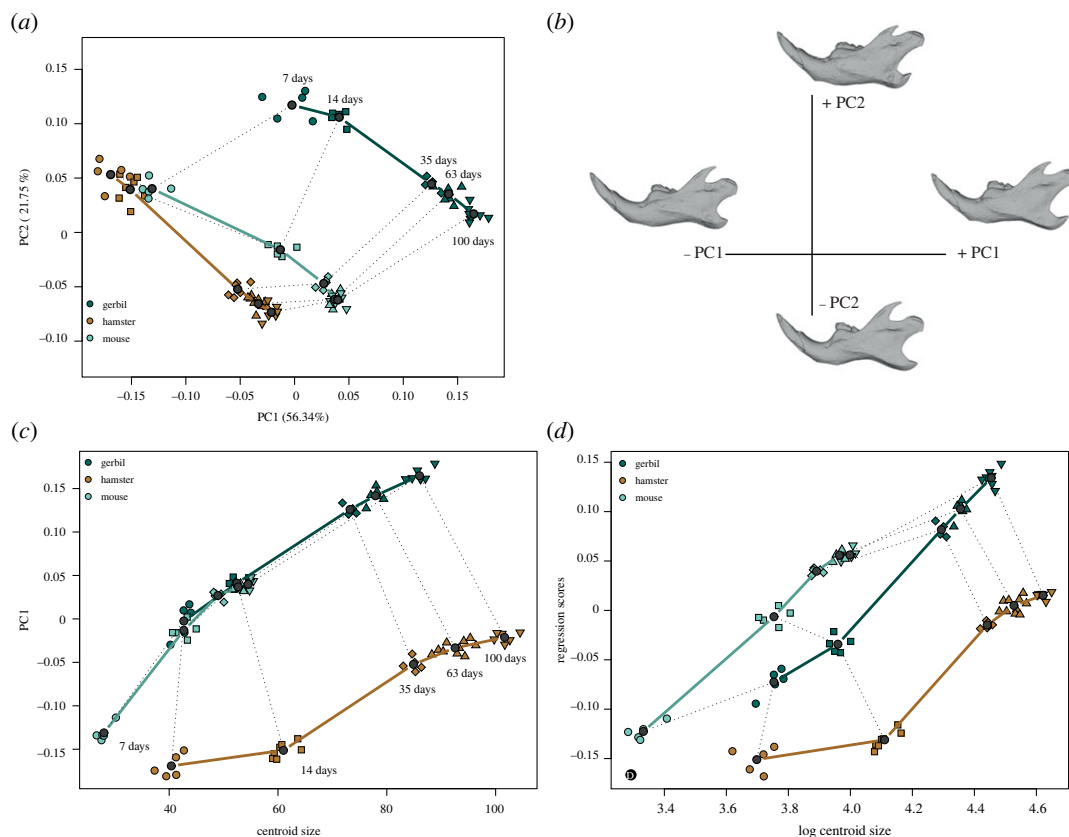 (a)
0.15
0.10
0.05
0
–0.05
–0.10
PC2 ( 21.75 %)
7 days
14 days
35 days
63 days
100 days
gerbil
hamster
mouse
–0.15
–0.10
–0.05
0
0.05
0.10
0.15
PC1 (56.34%)
(b)
+ PC2
– PC1
+ PC1
– PC2
(c)
gerbil
hamster
mouse
0.15
0.10
0.05
0
–0.05
–0.10
–0.15
PC1
7 days
14 days
35 days
63 days
100 days
40
60
80
100
centroid size
(d)
gerbil
hamster
mouse
0.15
0.10
0.05
0
–0.05
–0.10
–0.15
regression scores
D
3.4
3.6
3.8
4.0
4.2
4.4
4.6
log centroid size